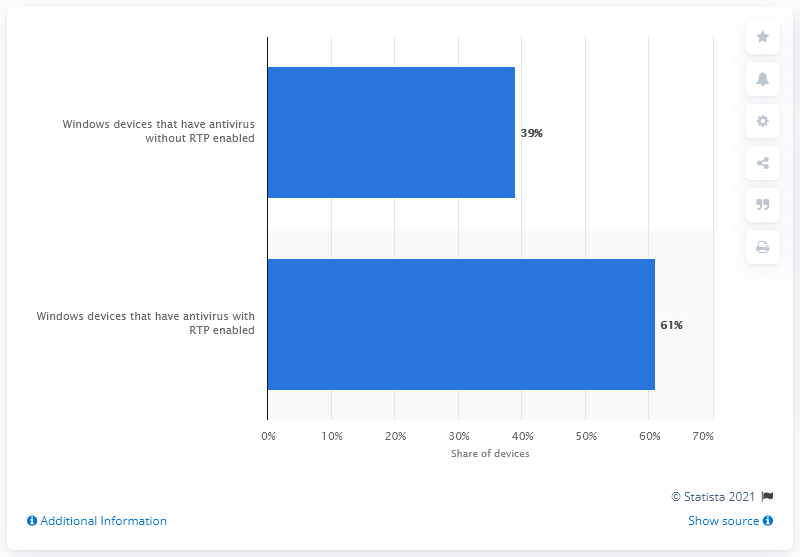 Windows devices that have antivirus
without RTP enabled
39%
Windows devices that have antivirus with
RTP enabled
61%
0% 10% 20% 30% 40% 50% 60% 70%
Share of devices
© Statista 2021
Additional Information
Show source